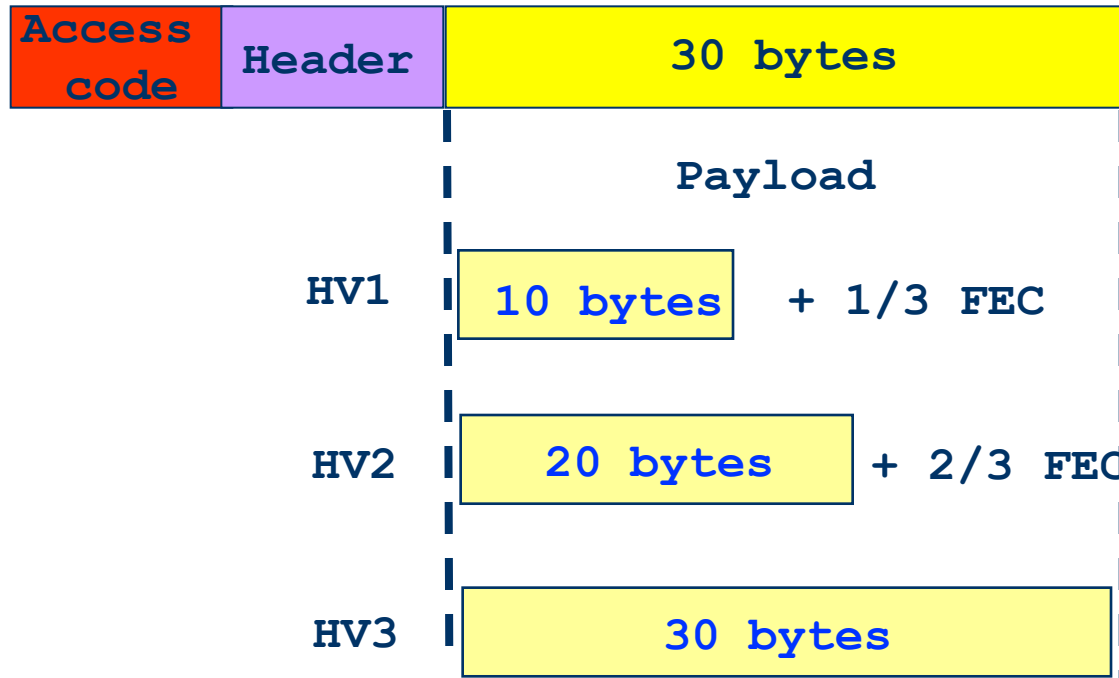 Access
code
Header
30 bytes
Payload
HV1
10 bytes
+ 1/3 FEC
HV2
20 bytes
+ 2/3 FEC
HV3
30 bytes